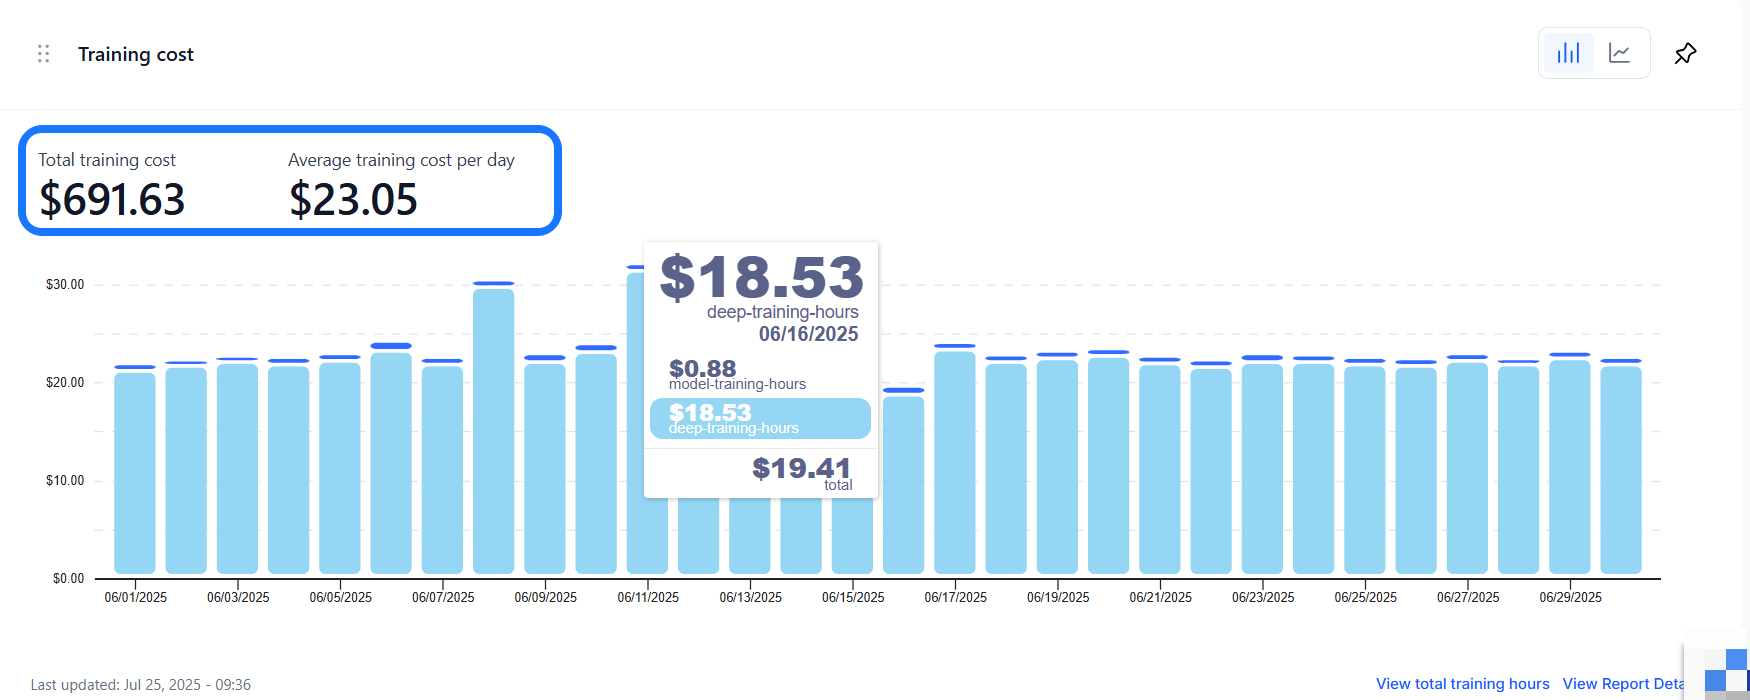 Training cost
Total training cost
$691.63
Average training cost per day
$23.05
$18.53
deep-training-hours
06/16/2025
$0.88
model-training-hours
$18.53
deep-training-hours
$19.41
total
$30.00
$20.00
$10.00
$0.00
06/01/2025 06/03/2025 06/05/2025 06/07/2025 06/09/2025 06/11/2025 06/13/2025 06/15/2025 06/17/2025 06/19/2025 06/21/2025 06/23/2025 06/25/2025 06/27/2025 06/29/2025
Last updated: Jul 25, 2025 - 09:36
View total training hours View Report